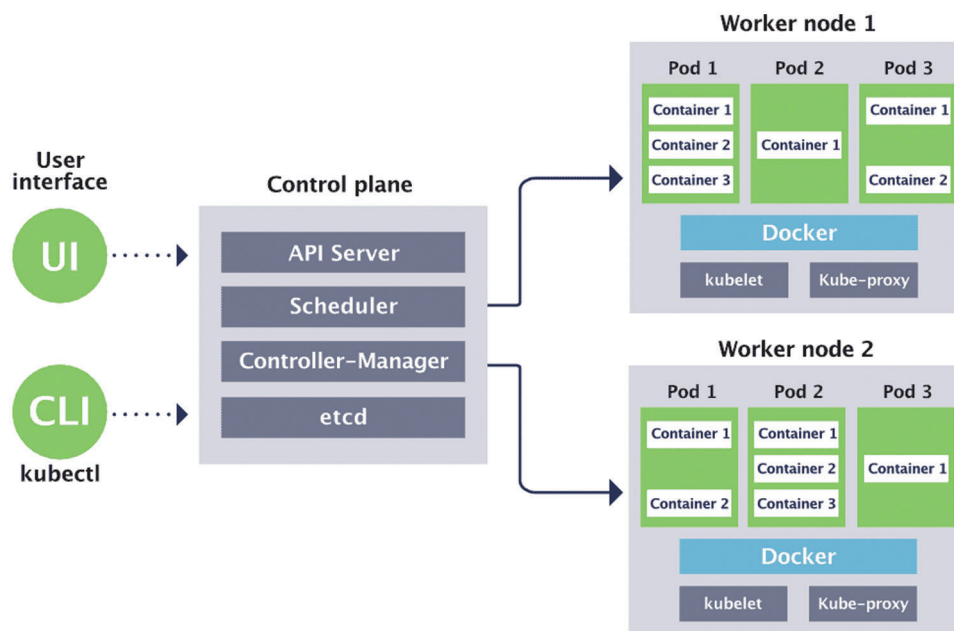 User
interface
UI
CLI
kubectl
Control plane
API Server
Scheduler
Controller-Manager
etcd
Worker node 1
Pod 1
Pod 2
Pod 3
Container 1
Container 2
Container 3
Container 1
Container 1
Container 2
Docker
kubelet
Kube-proxy
Worker node 2
Pod 1
Pod 2
Pod 3
Container 1
Container 2
Container 1
Container 2
Container 3
Container 1
Docker
kubelet
Kube-proxy